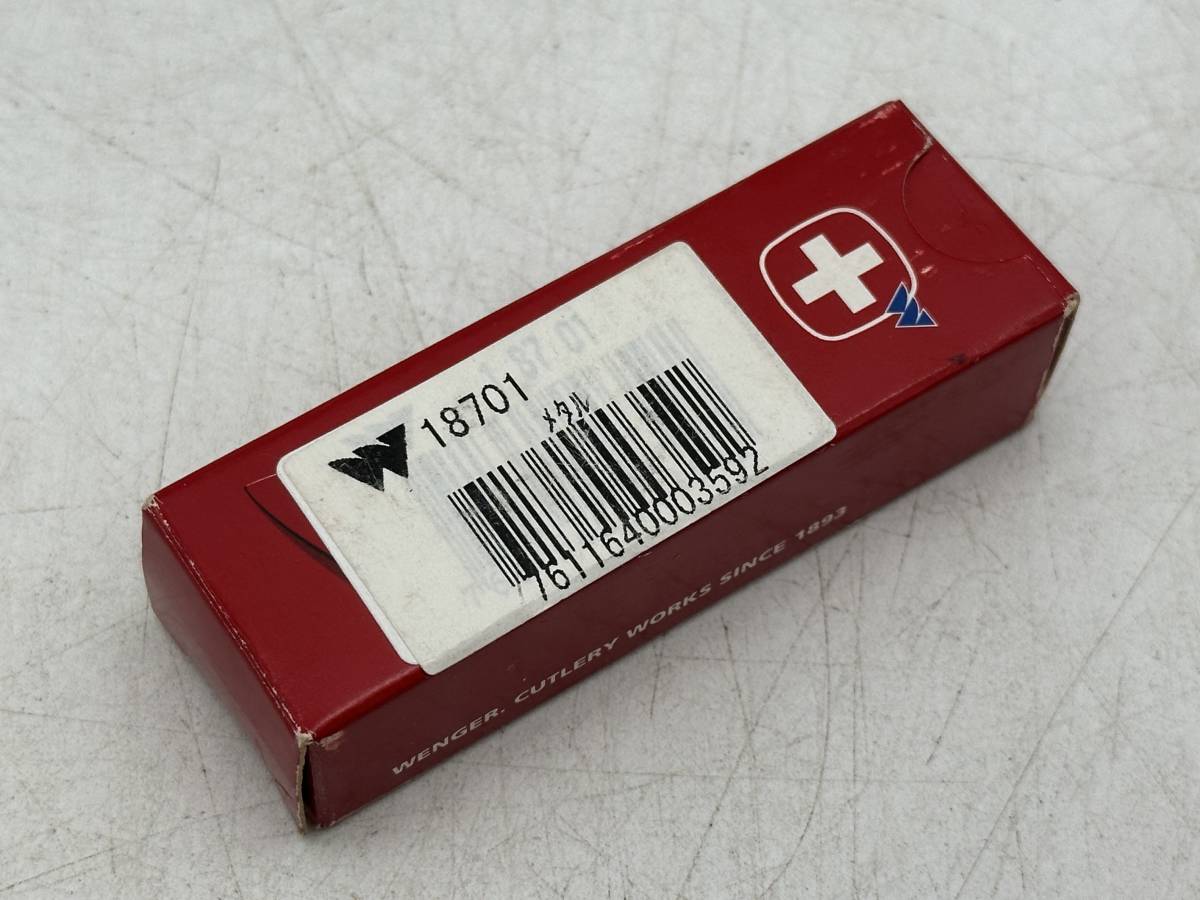 18701
メタル
7611640003592
WENGER. CUTLERY WORKS SINCE 1893